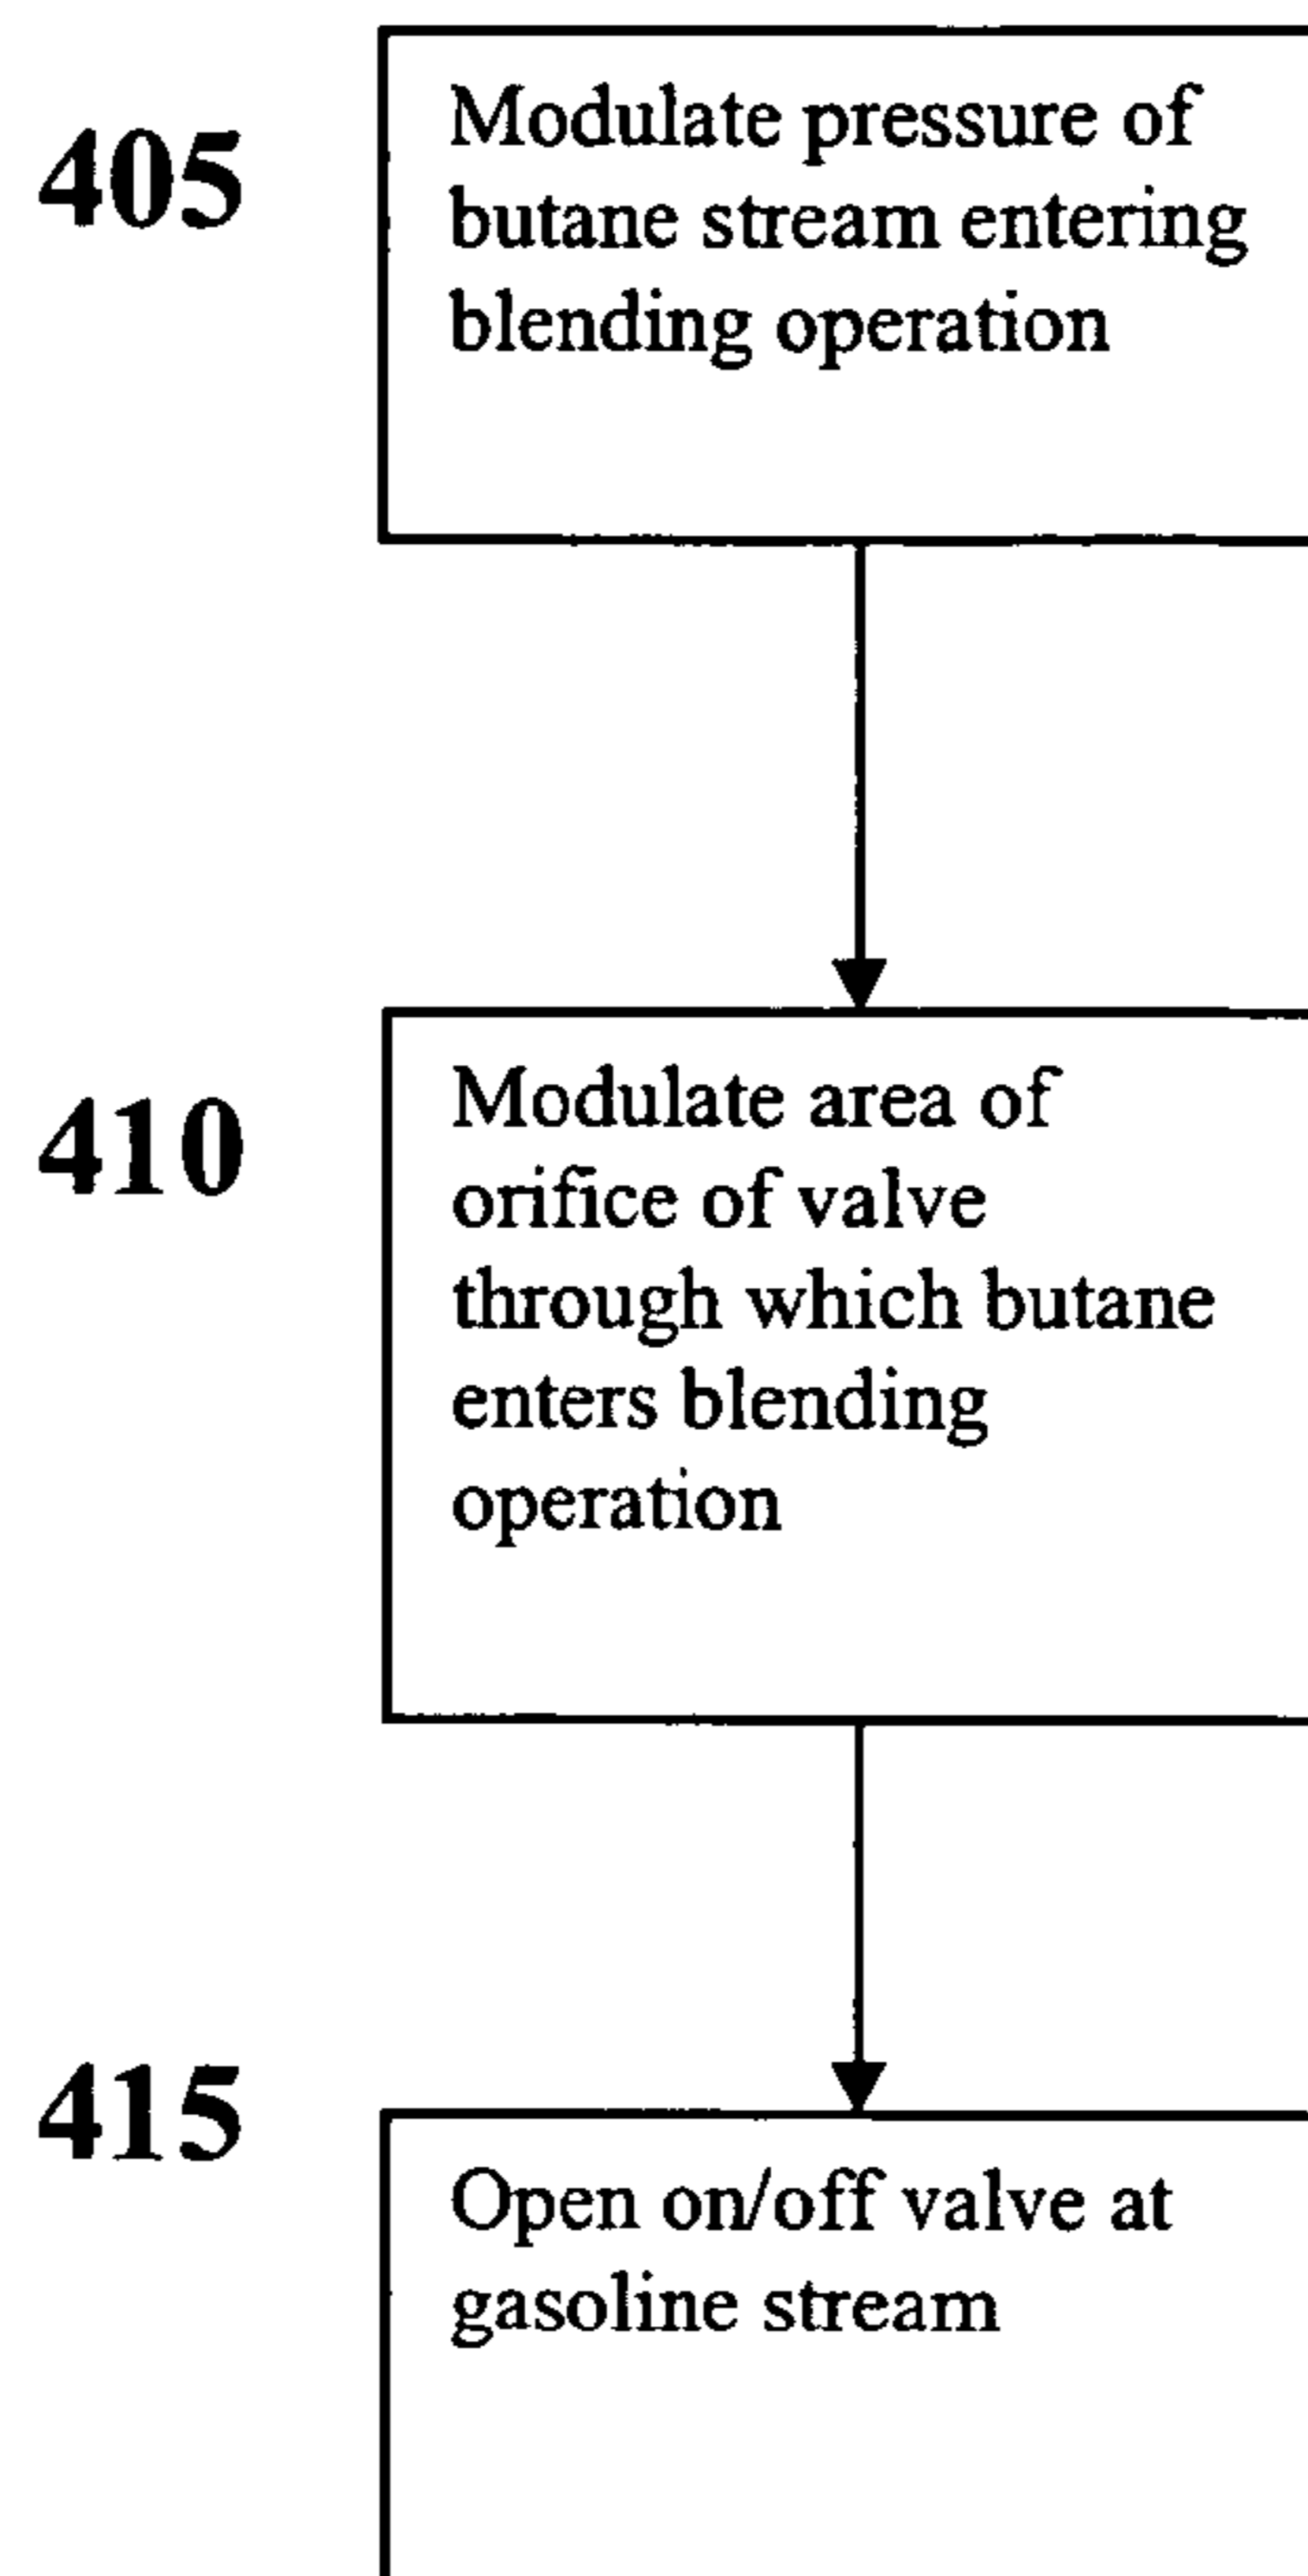 405
Modulate pressure of
butane stream entering
blending operation
410
Modulate area of
orifice of valve
through which butane
enters blending
operation
415
Open on/off valve at
gasoline stream